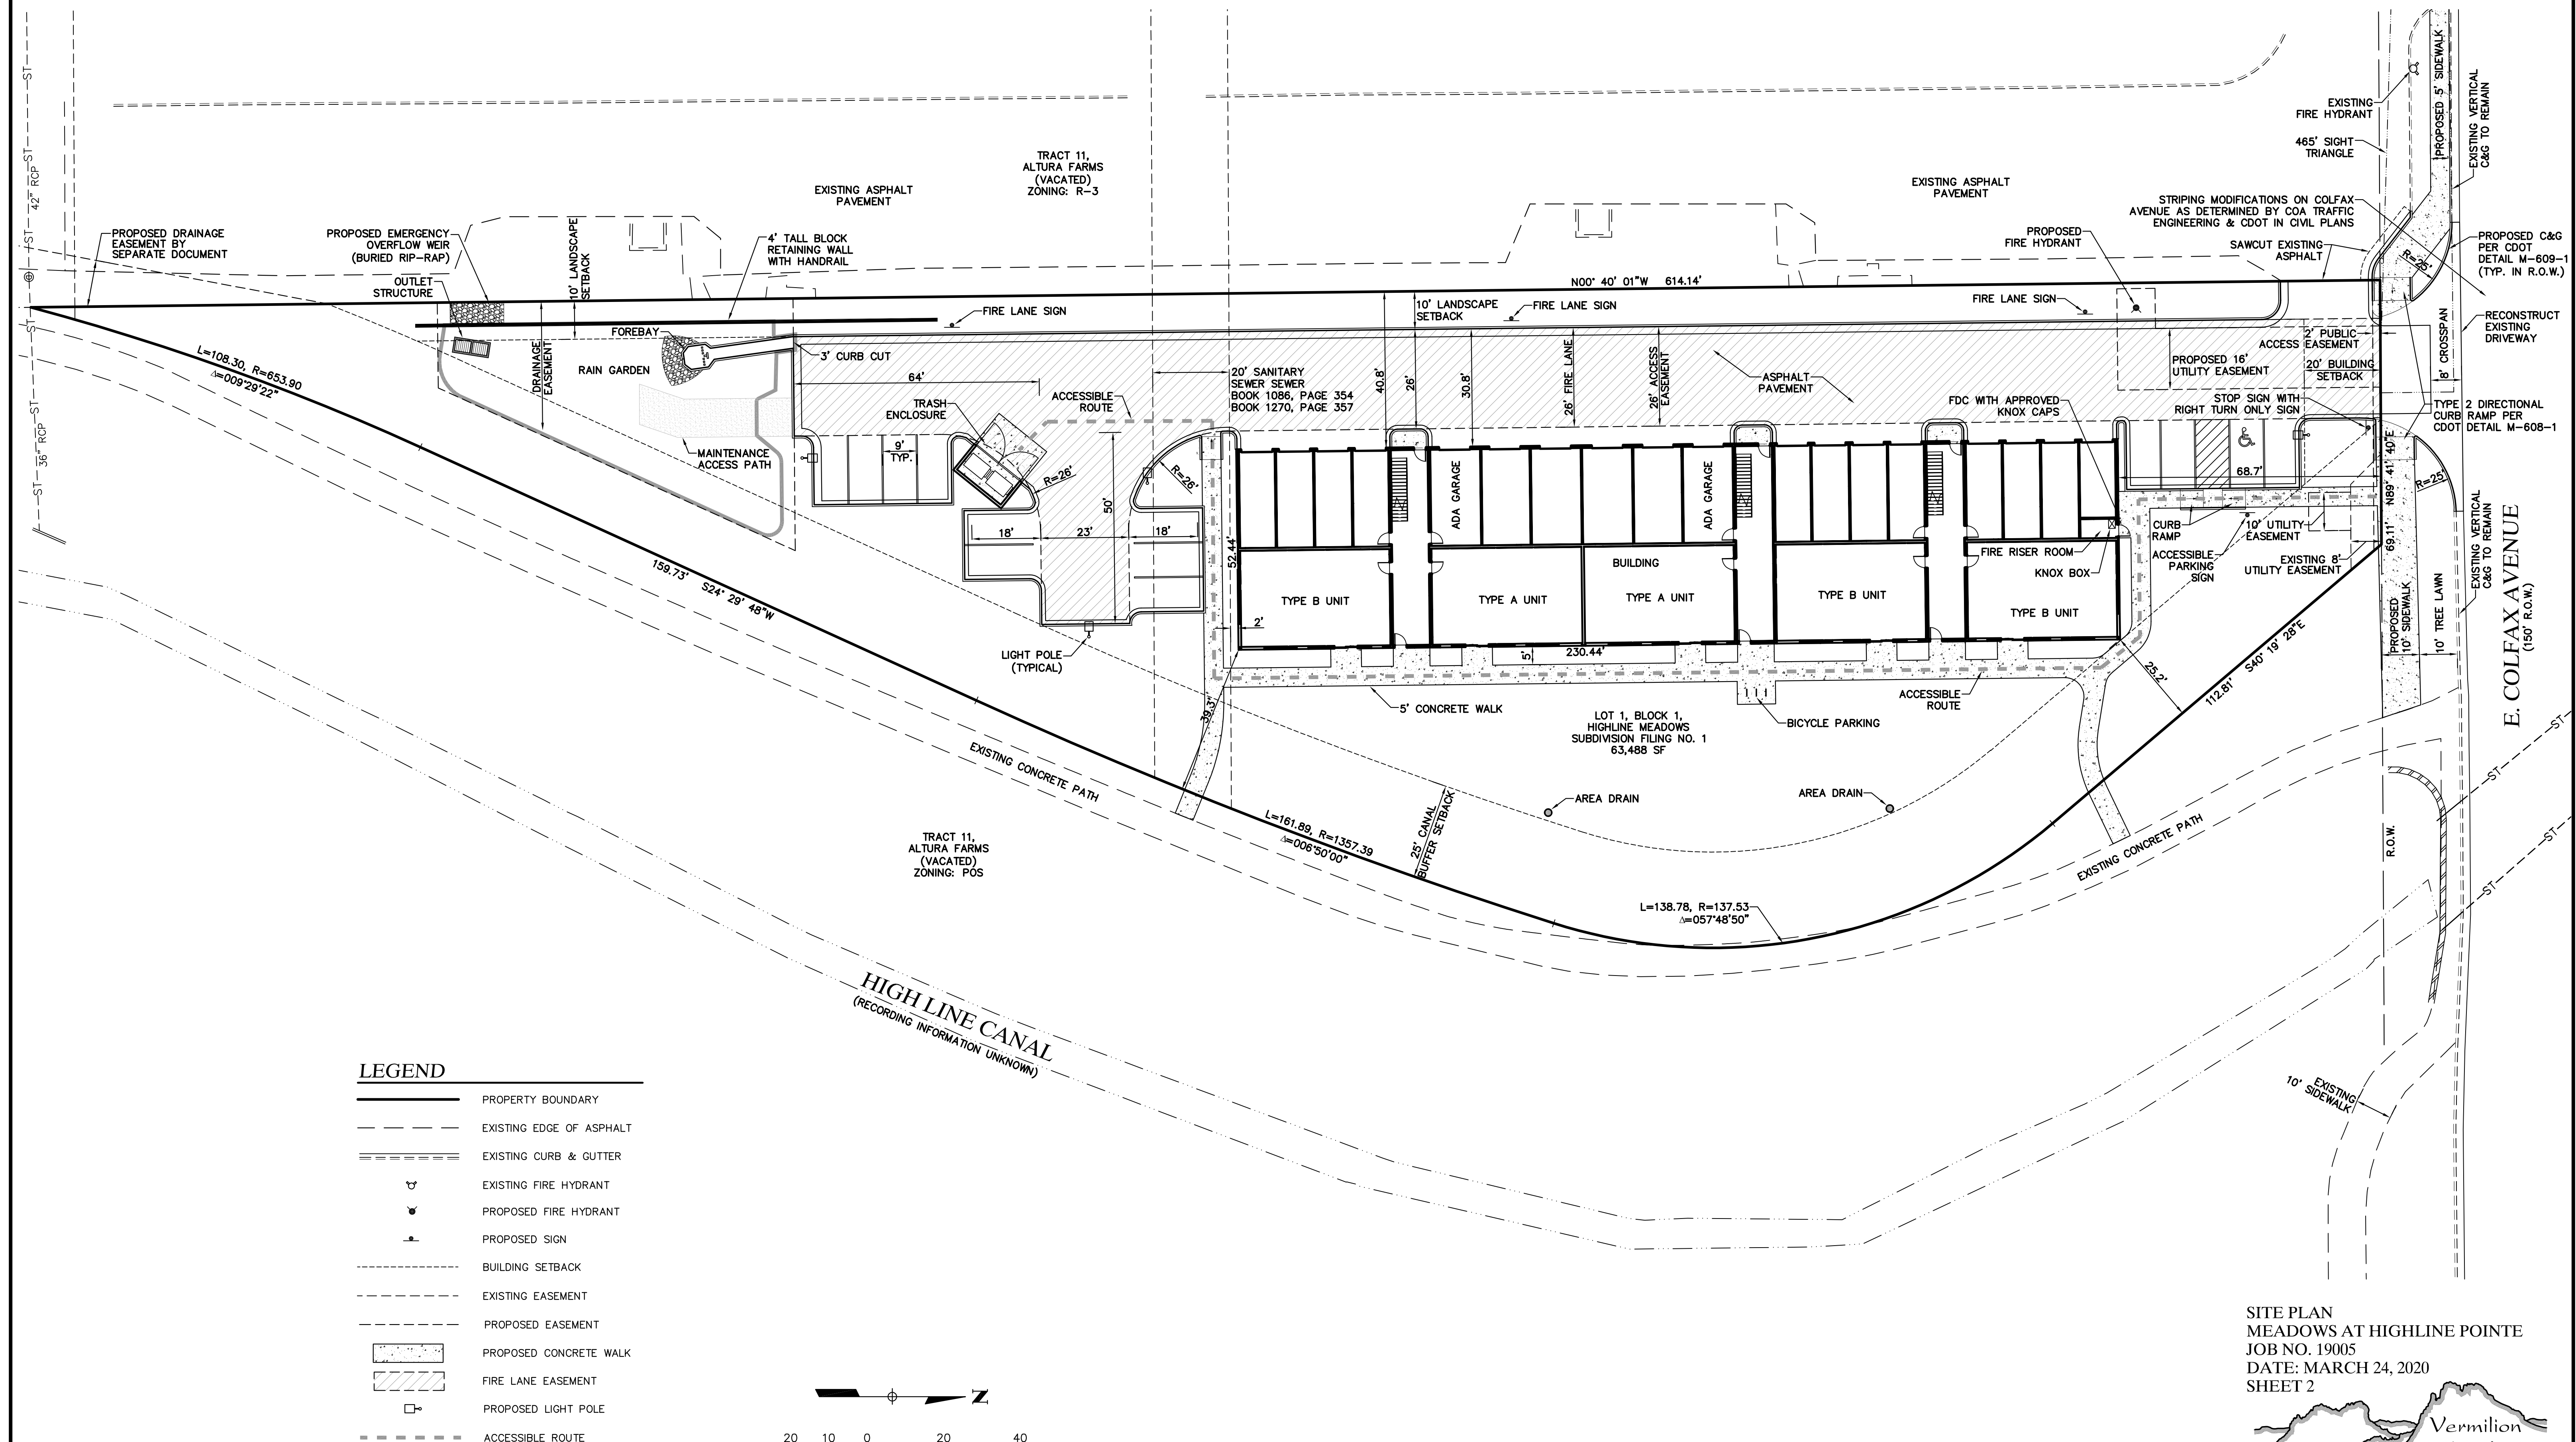 ST
ST
42" RCP
ST
ST
ST
ST
36" RCP
ST
PROPOSED DRAINAGE
EASEMENT BY
SEPARATE DOCUMENT
PROPOSED EMERGENCY
OVERFLOW WEIR
(BURIED RIP-RAP)
OUTLET
STRUCTURE
10' LANDSCAPE
SETBACK
4' TALL BLOCK
RETAINING WALL
WITH HANDRAIL
EXISTING ASPHALT
PAVEMENT
TRACT 11,
ALTURA FARMS
(VACATED)
ZONING: R-3
EXISTING ASPHALT
PAVEMENT
EXISTING
FIRE HYDRANT
465' SIGHT
TRIANGLE
PROPOSED 5' SIDEWALK
EXISTING VERTICAL
C&G TO REMAIN
STRIPING MODIFICATIONS ON COLFAX
AVENUE AS DETERMINED BY COA TRAFFIC
ENGINEERING & CDOT IN CIVIL PLANS
PROPOSED
FIRE HYDRANT
SAWCUT EXISTING
ASPHALT
R=25'
PROPOSED C&G
PER CDOT
DETAIL M-609-1
(TYP. IN R.O.W.)
N00° 40' 01"W 614.14'
FIRE LANE SIGN
10' LANDSCAPE
SETBACK
FIRE LANE SIGN
FIRE LANE SIGN
RECONSTRUCT
EXISTING
DRIVEWAY
8' CROSSPAN
2' PUBLIC
ACCESS EASEMENT
PROPOSED 16'
UTILITY EASEMENT
20' BUILDING
SETBACK
FOREBAY
3' CURB CUT
DRAINAGE
EASEMENT
RAIN GARDEN
64'
TRASH
ENCLOSURE
ACCESSIBLE
ROUTE
20' SANITARY
SEWER SEWER
BOOK 1086, PAGE 354
BOOK 1270, PAGE 357
40.8'
26'
30.8'
26' FIRE LANE
26' ACCESS
EASEMENT
ASPHALT
PAVEMENT
FDC WITH APPROVED
KNOX CAPS
STOP SIGN WITH
RIGHT TURN ONLY SIGN
TYPE 2 DIRECTIONAL
CURB RAMP PER
CDOT DETAIL M-608-1
L=108.30, R=653.90
Δ=009°29'22"
MAINTENANCE
ACCESS PATH
9'
TYP.
R=26'
R=26'
50'
18'
23'
18'
52.44'
ADA GARAGE
ADA GARAGE
68.7'
N89° 41' 40"E
69.11'
R=25'
CURB
RAMP
10' UTILITY
EASEMENT
ACCESSIBLE
PARKING
SIGN
EXISTING 8'
UTILITY EASEMENT
FIRE RISER ROOM
KNOX BOX
BUILDING
TYPE B UNIT
TYPE A UNIT
TYPE A UNIT
TYPE B UNIT
TYPE B UNIT
EXISTING VERTICAL
C&G TO REMAIN
E. COLFAX AVENUE
(150' R.O.W.)
PROPOSED
10' SIDEWALK
10' TREE LAWN
159.73' S24° 29' 48"W
LIGHT POLE
(TYPICAL)
2'
5'
230.44'
39.3'
5' CONCRETE WALK
LOT 1, BLOCK 1,
HIGHLINE MEADOWS
SUBDIVISION FILING NO. 1
63,488 SF
BICYCLE PARKING
ACCESSIBLE
ROUTE
25.2'
112.81' S40° 19' 28"E
EXISTING CONCRETE PATH
AREA DRAIN
AREA DRAIN
L=161.89, R=1357.39
Δ=006°50'00"
25' CANAL
BUFFER SETBACK
TRACT 11,
ALTURA FARMS
(VACATED)
ZONING: POS
EXISTING CONCRETE PATH
R.O.W.
ST
ST
ST
ST
L=138.78, R=137.53
Δ=057°48'50"
HIGH LINE CANAL
(RECORDING INFORMATION UNKNOWN)
EXISTING
10' SIDEWALK
LEGEND
PROPERTY BOUNDARY
EXISTING EDGE OF ASPHALT
EXISTING CURB & GUTTER
EXISTING FIRE HYDRANT
PROPOSED FIRE HYDRANT
PROPOSED SIGN
BUILDING SETBACK
EXISTING EASEMENT
PROPOSED EASEMENT
PROPOSED CONCRETE WALK
FIRE LANE EASEMENT
PROPOSED LIGHT POLE
ACCESSIBLE ROUTE
N
20 10 0 20 40
SITE PLAN
MEADOWS AT HIGHLINE POINTE
JOB NO. 19005
DATE: MARCH 24, 2020
SHEET 2
Vermilion